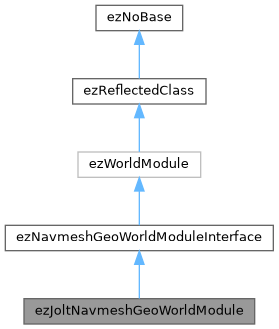 ezNoBase
ezReflectedClass
ezWorldModule
ezNavmeshGeoWorldModuleInterface
ezJoltNavmeshGeoWorldModule